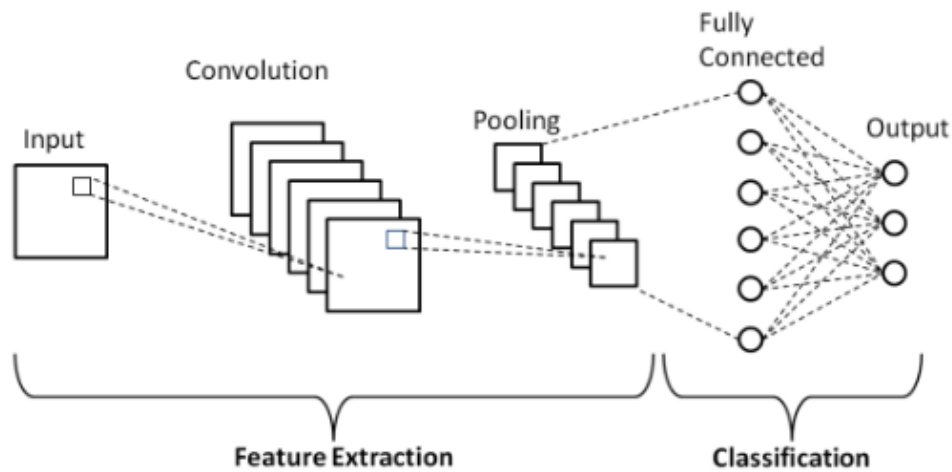 Input
Convolution
Pooling
Fully
Connected
Output
Feature Extraction
Classification